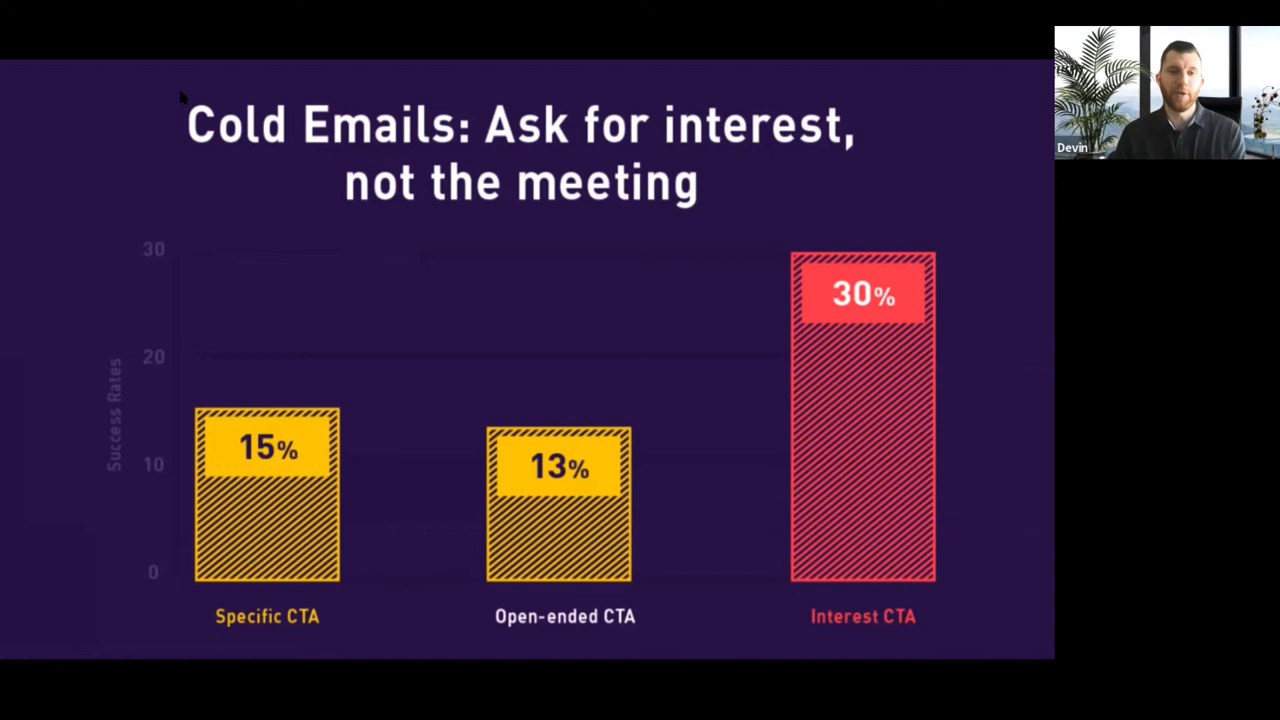 Cold Emails: Ask for interest,
not the meeting
Devin
30
20
10
0
Success Rates
15%
13%
30%
Specific CTA
Open-ended CTA
Interest CTA